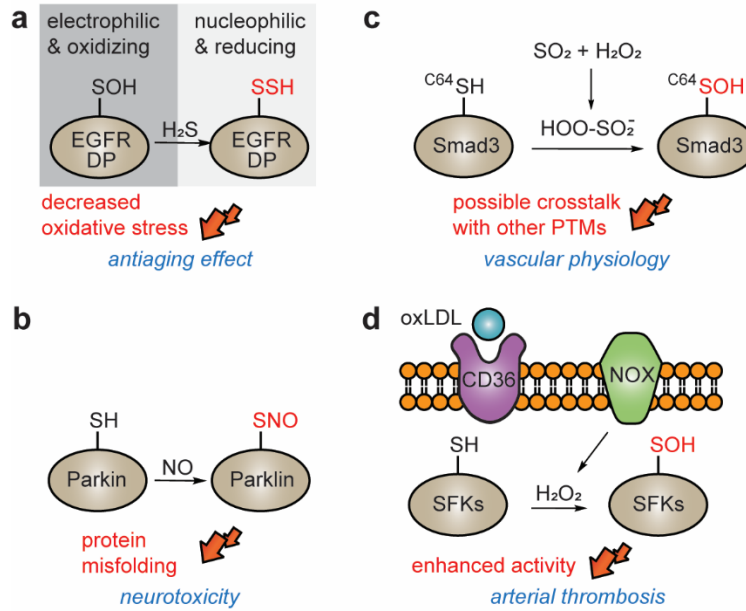 a
electrophilic
& oxidizing
nucleophilic
& reducing
SOH
SSH
EGFR
DP
H₂S
EGFR
DP
decreased
oxidative stress
antiaging effect
b
SH
SNO
Parkin
NO
Parklin
protein
misfolding
neurotoxicity
c
SO₂ + H₂O₂
C64SH
C64SOH
Smad3
HOO-SO₂⁻
Smad3
possible crosstalk
with other PTMs
vascular physiology
d
oxLDL
CD36
NOX
SH
SOH
SFKs
H₂O₂
SFKs
enhanced activity
arterial thrombosis